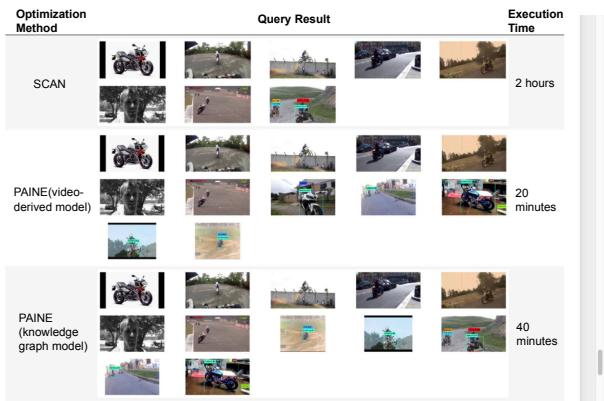 Optimization
Method
Query Result
Execution
Time
SCAN
2 hours
PAINE(video-
derived model)
20
minutes
PAINE
(knowledge
graph model)
40
minutes